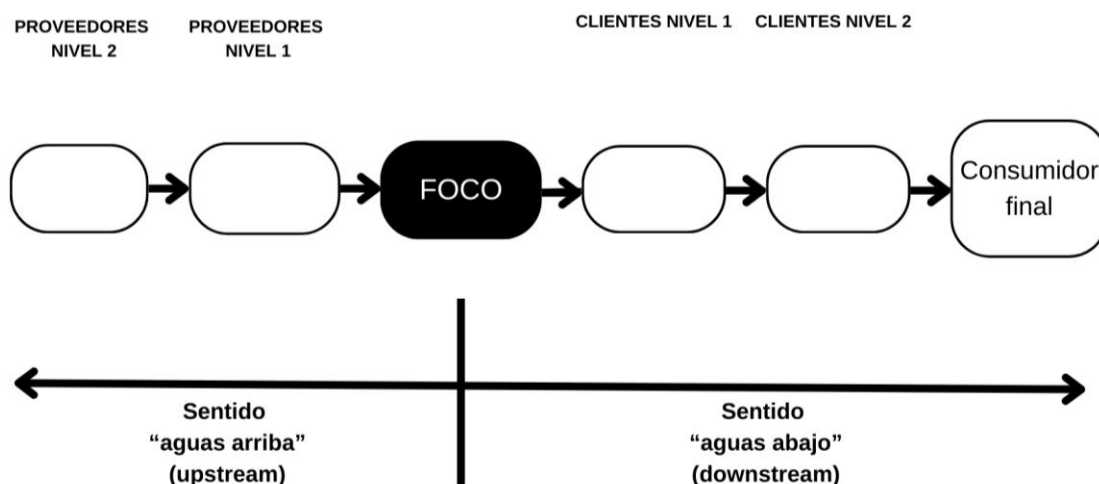 PROVEEDORES
NIVEL 2
PROVEEDORES
NIVEL 1
CLIENTES NIVEL 1
CLIENTES NIVEL 2
FOCO
Consumidor
final
Sentido
“aguas arriba”
(upstream)
Sentido
“aguas abajo”
(downstream)